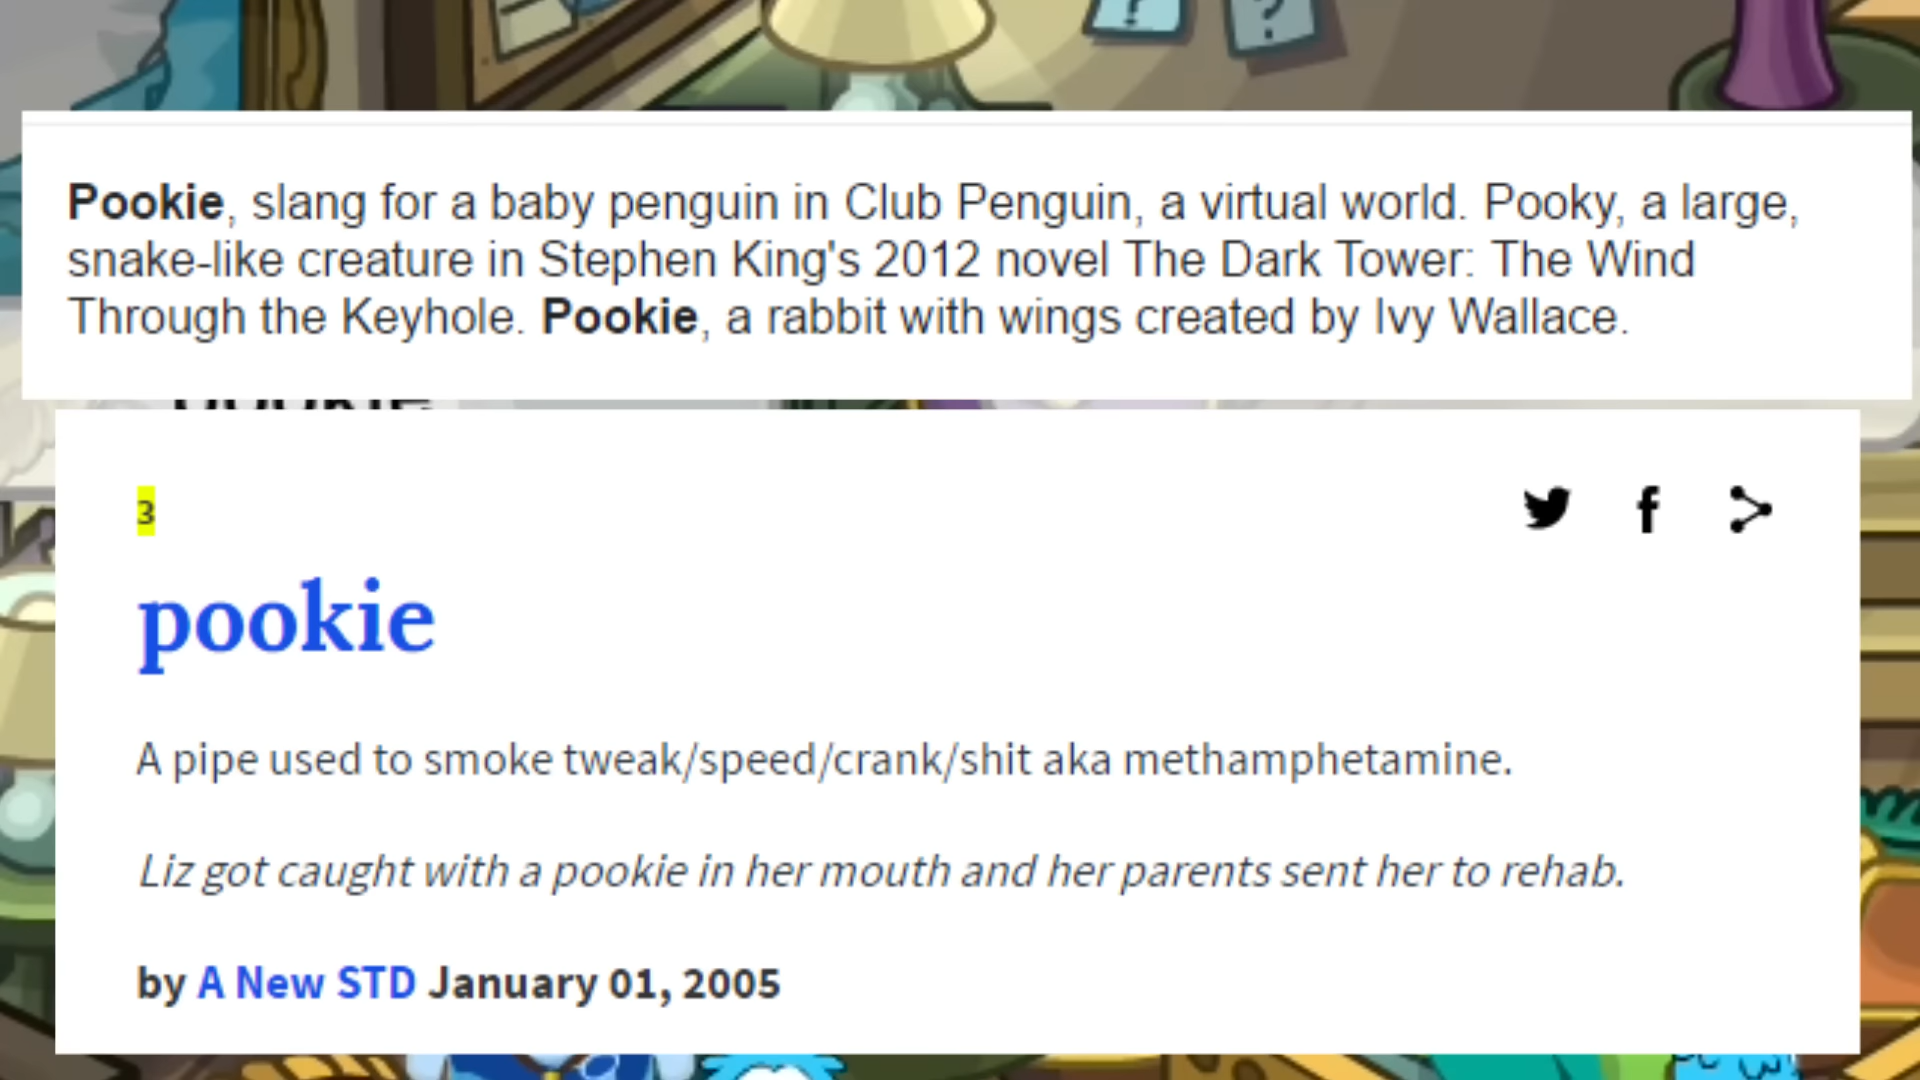 ?
?
Pookie, slang for a baby penguin in Club Penguin, a virtual world. Pooky, a large,
snake-like creature in Stephen King's 2012 novel The Dark Tower: The Wind
Through the Keyhole. Pookie, a rabbit with wings created by Ivy Wallace.
3
pookie
A pipe used to smoke tweak/speed/crank/shit aka methamphetamine.
Liz got caught with a pookie in her mouth and her parents sent her to rehab.
by A New STD January 01, 2005